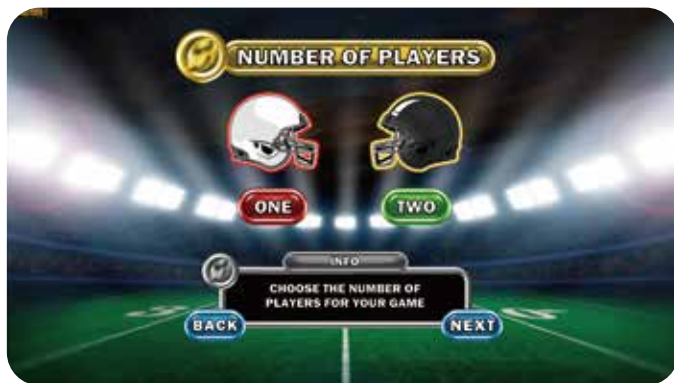 NUMBER OF PLAYERS
ONE
TWO
INFO
CHOOSE THE NUMBER OF
PLAYERS FOR YOUR GAME
BACK
NEXT